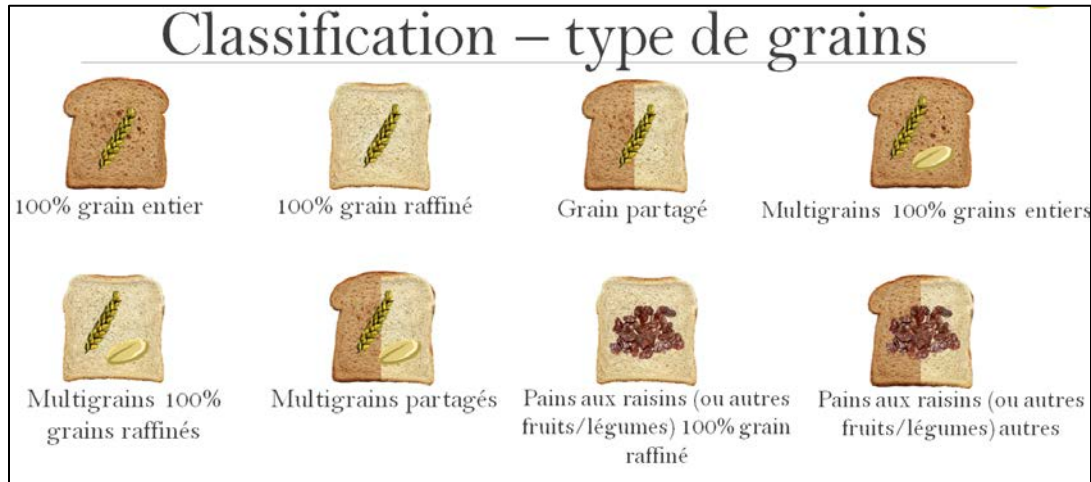 Classification – type de grains
100% grain entier
100% grain raffiné
Grain partagé
Multigrains 100% grains entiers
Multigrains 100%
grains raffinés
Multigrains partagés
Pains aux raisins (ou autres
fruits/légumes) 100% grain
raffiné
Pains aux raisins (ou autres
fruits/légumes) autres